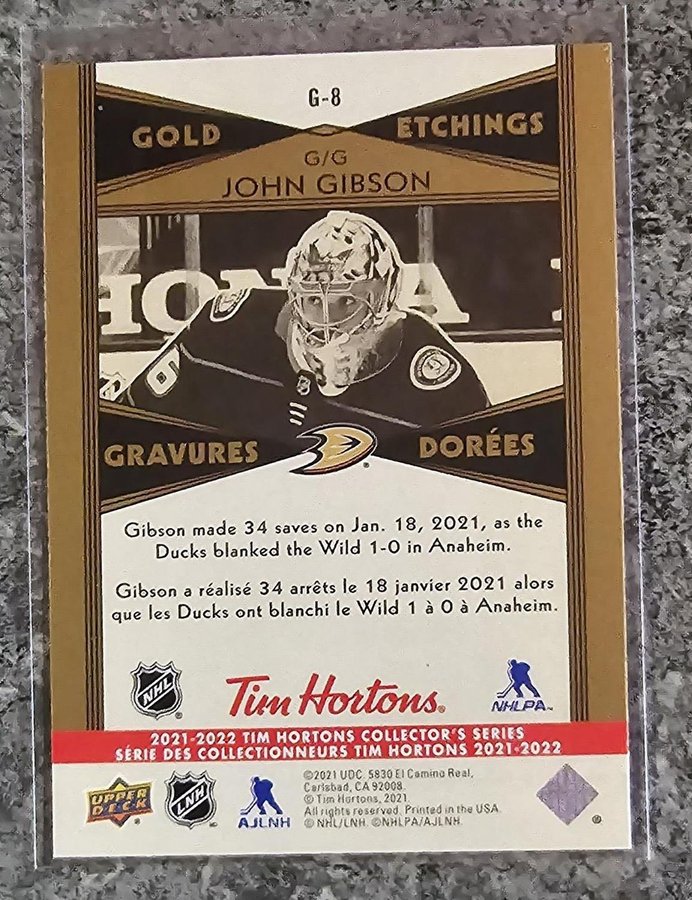 G-8
GOLD ETCHINGS
G/G
JOHN GIBSON
HONDA
GRAVURES DORÉES
Gibson made 34 saves on Jan. 18, 2021, as the
Ducks blanked the Wild 1-0 in Anaheim.
Gibson a réalisé 34 arrêts le 18 janvier 2021 alors
que les Ducks ont blanchi le Wild 1 à 0 à Anaheim.
NHL
Tim Hortons®
NHLPA™
2021-2022 TIM HORTONS COLLECTOR'S SERIES
SÉRIE DES COLLECTIONNEURS TIM HORTONS 2021-2022
UPPER DECK
LNH
AJLNH
©2021 UDC. 5830 El Camino Real,
Carlsbad, CA 92008.
© Tim Hortons, 2021
All rights reserved. Printed in the USA.
© NHL/LNH. ©NHLPA/AJLNH.